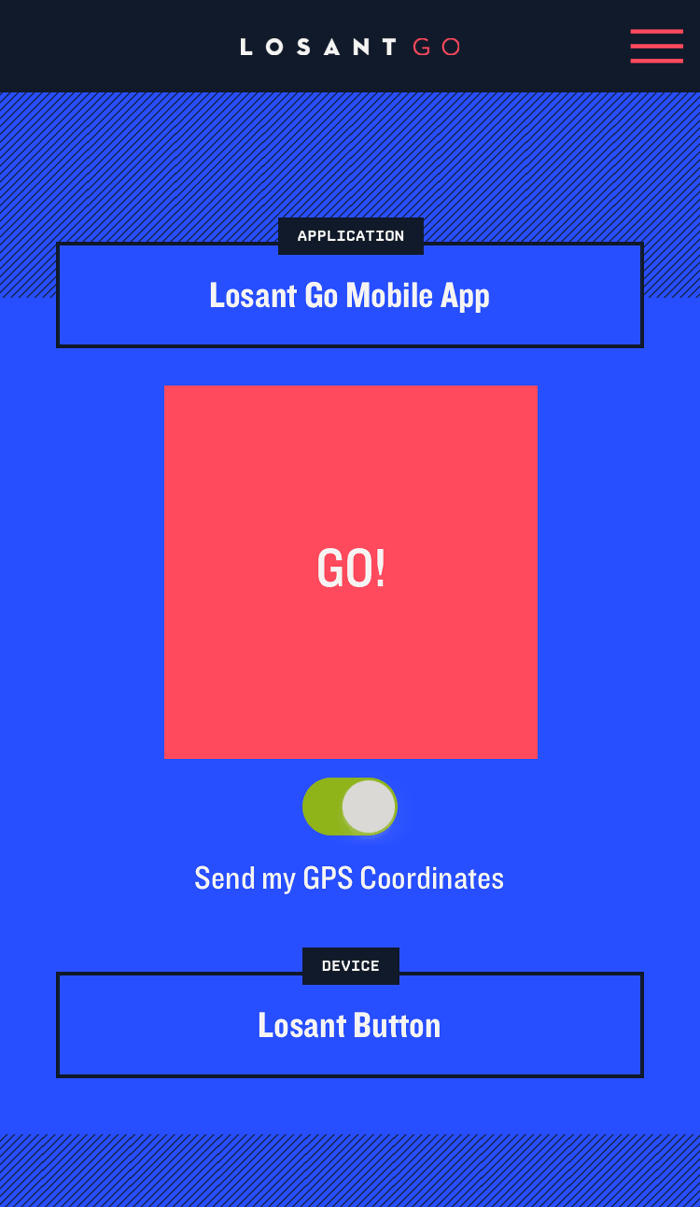 LOSANT GO
APPLICATION
Losant Go Mobile App
GO!
Send my GPS Coordinates
DEVICE
Losant Button